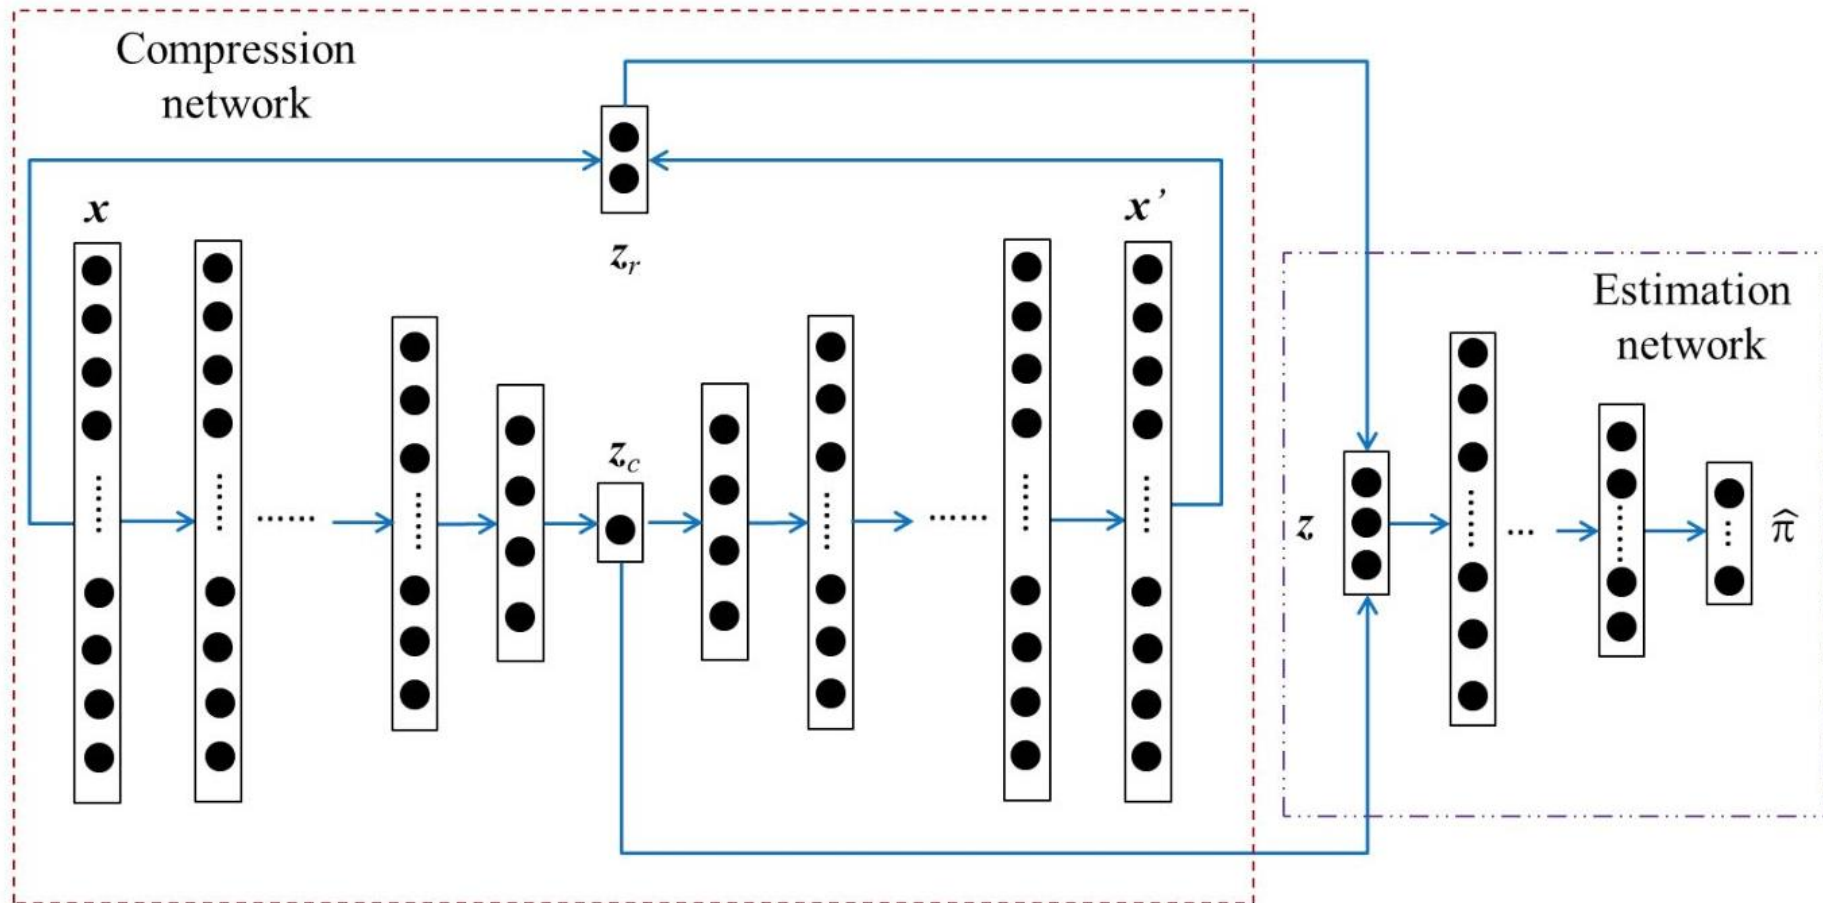 Compression
network
x
z_r
x'
z_c
Estimation
network
z
π̂